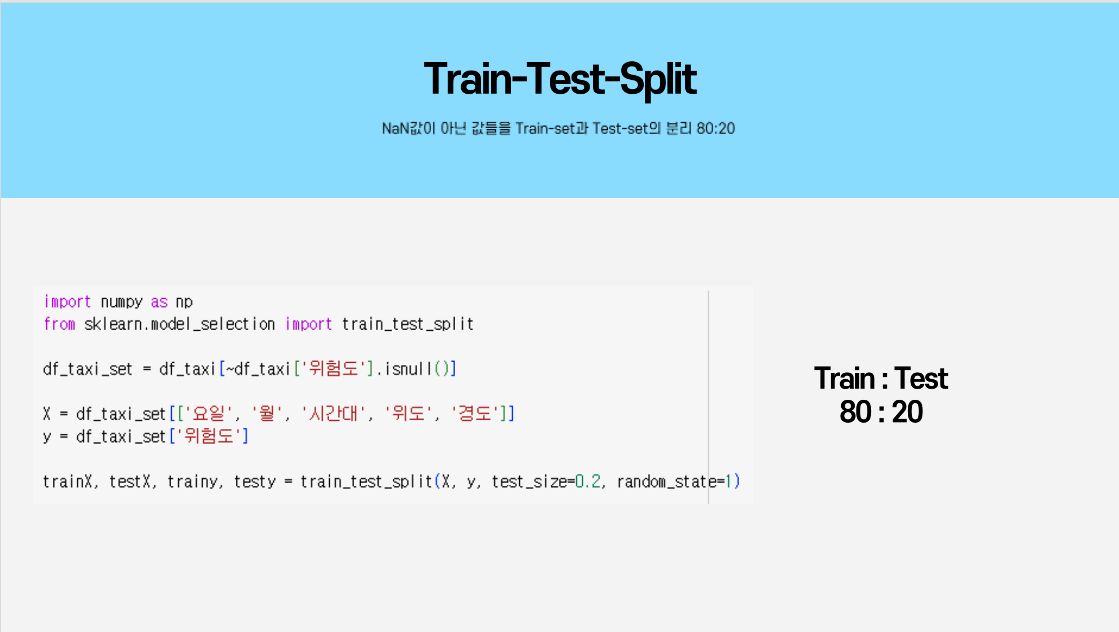 Train-Test-Split
NaN값이 아닌 값들을 Train-set과 Test-set의 분리 80:20
import numpy as np
from sklearn.model_selection import train_test_split
df_taxi_set = df_taxi[~df_taxi['위험도'].isnull()]
X = df_taxi_set[['요일', '월', '시간대', '위도', '경도']]
y = df_taxi_set['위험도']
trainX, testX, trainy, testy = train_test_split(X, y, test_size=0.2, random_state=1)
Train : Test
80 : 20